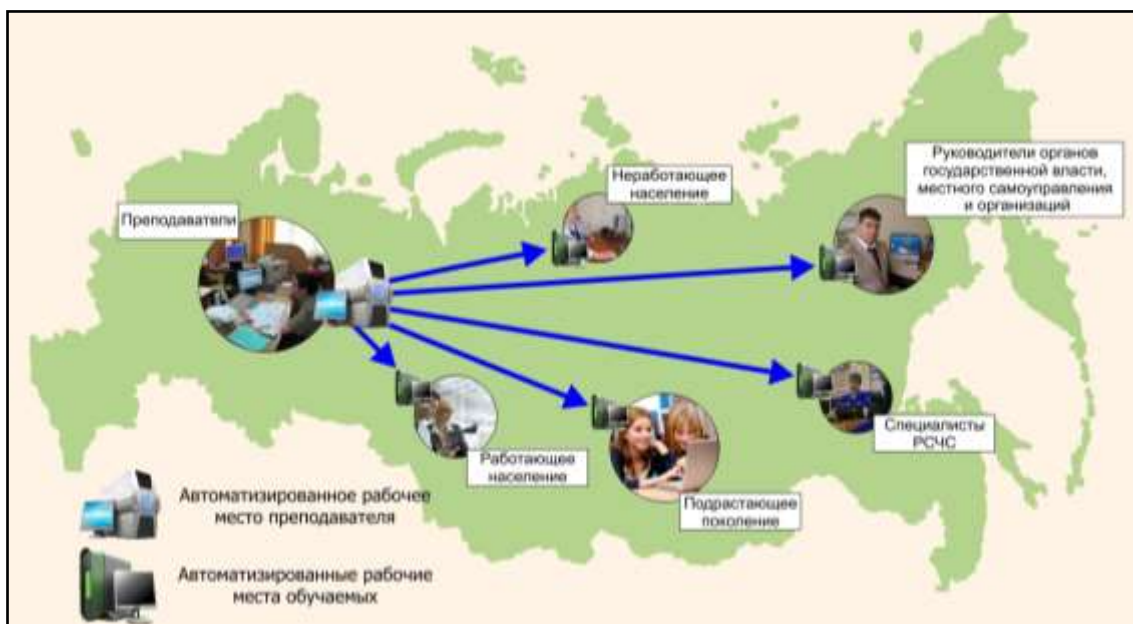 Преподаватели
Неработающее
население
Руководители органов
государственной власти,
местного самоуправления
и организаций
Работающее
население
Подрастающее
поколение
Специалисты
РСЧС
Автоматизированное рабочее
место преподавателя
Автоматизированные рабочие
места обучаемых